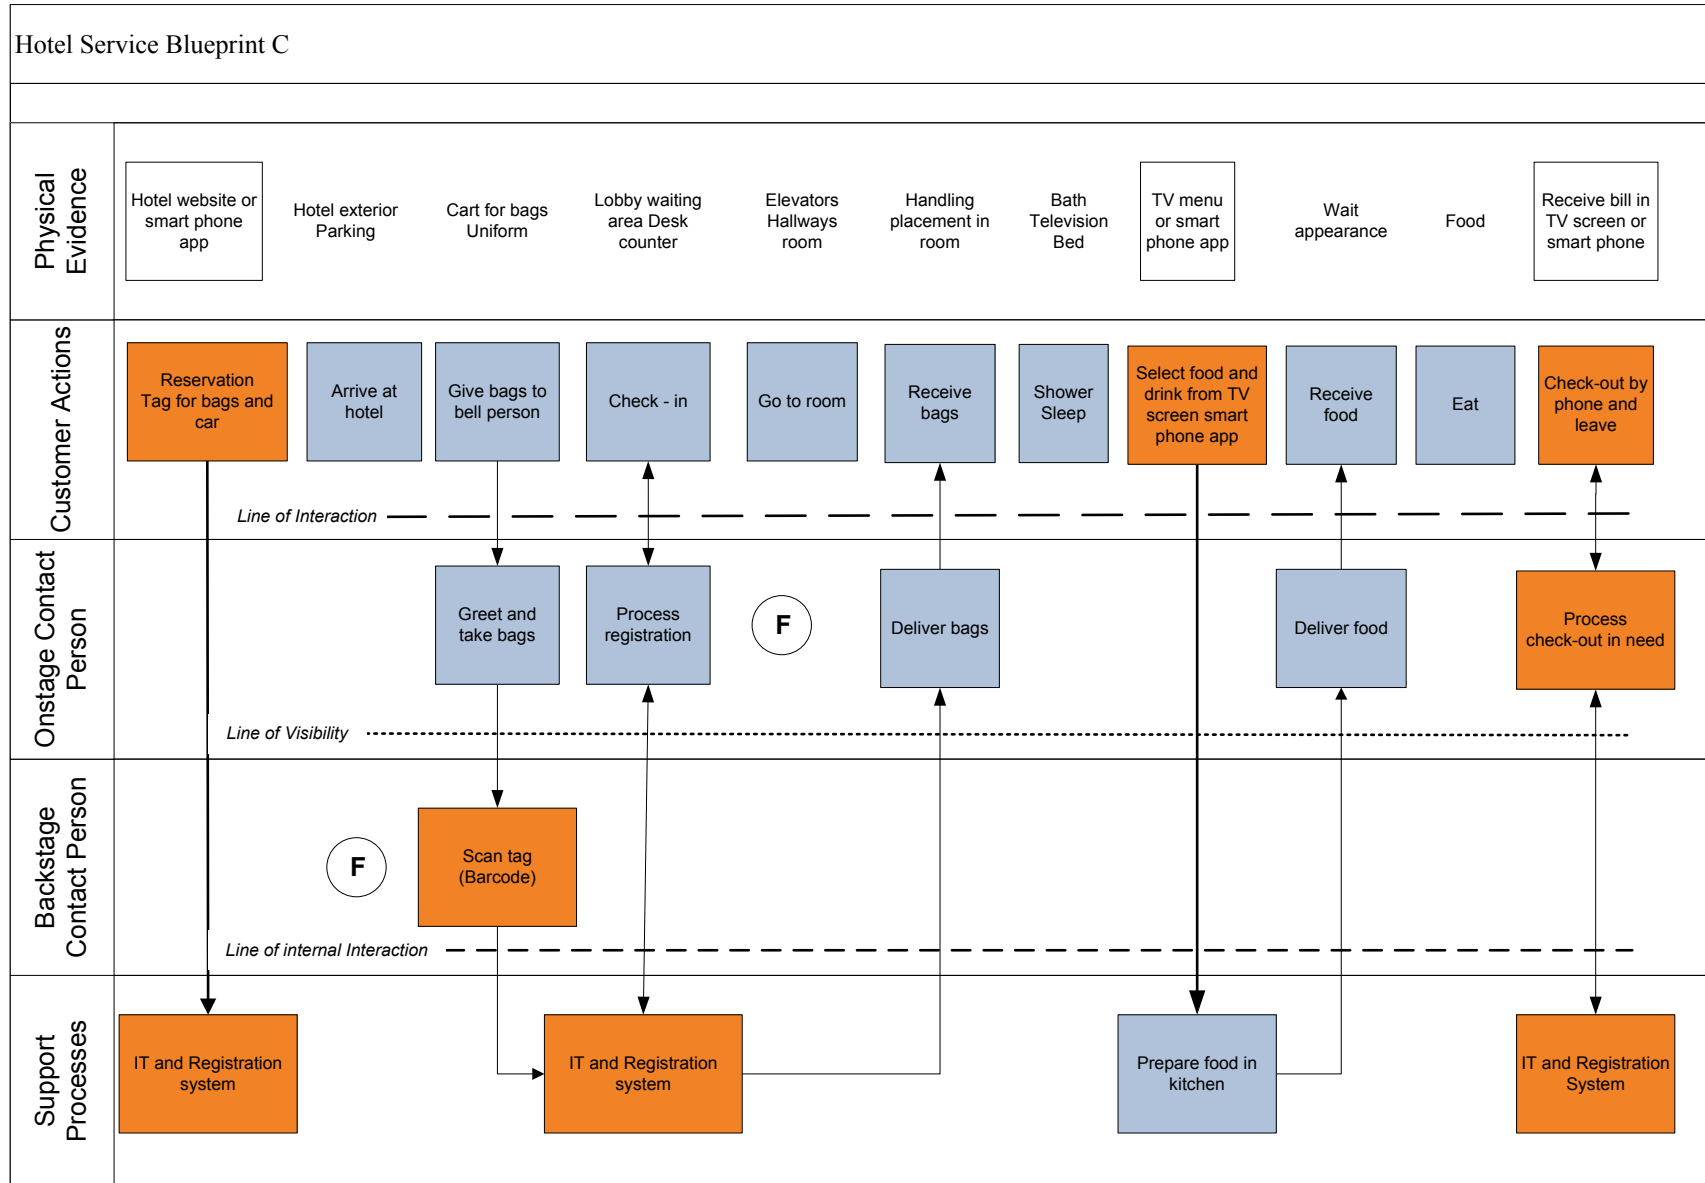 Hotel Service Blueprint C
Physical
Evidence
Hotel website or
smart phone
app
Hotel exterior
Parking
Cart for bags
Uniform
Lobby waiting
area Desk
counter
Elevators
Hallways
room
Handling
placement in
room
Bath
Television
Bed
TV menu
or smart
phone app
Wait
appearance
Food
Receive bill in
TV screen or
smart phone
Customer Actions
Reservation
Tag for bags and
car
Arrive at
hotel
Give bags to
bell person
Check - in
Go to room
Receive
bags
Shower
Sleep
Select food and
drink from TV
screen smart
phone app
Receive
food
Eat
Check-out by
phone and
leave
Line of Interaction
Onstage Contact
Person
Greet and
take bags
Process
registration
F
Deliver bags
Deliver food
Process
check-out in need
Line of Visibility
Backstage
Contact Person
F
Scan tag
(Barcode)
Line of internal Interaction
Support
Processes
IT and Registration
system
IT and Registration
system
Prepare food in
kitchen
IT and Registration
System